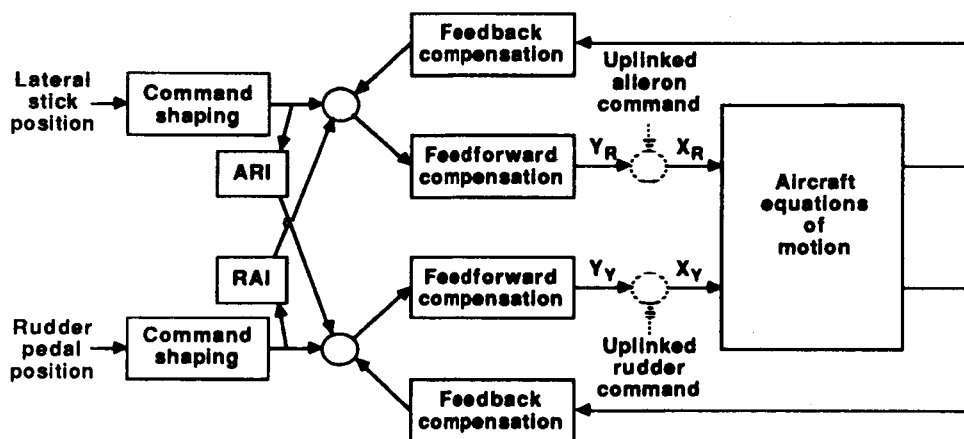 Feedback
compensation
Uplinked
aileron
command
Lateral
stick
position
Command
shaping
ARI
Feedforward
compensation
YR
XR
Aircraft
equations
of
motion
RAI
Feedforward
compensation
YY
XY
Rudder
pedal
position
Command
shaping
Uplinked
rudder
command
Feedback
compensation